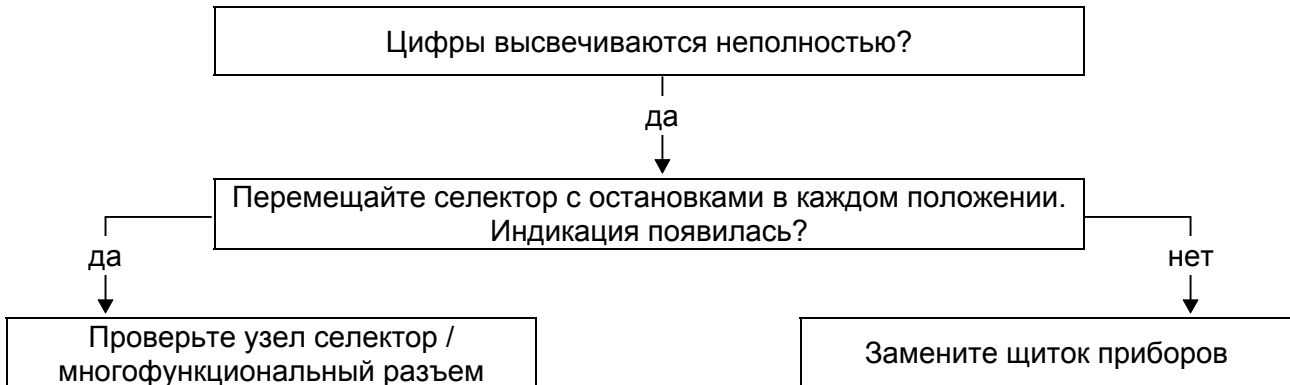 Цифры высвечиваются неполностью?
да
Перемещайте селектор с остановками в каждом положении.
Индикация появилась?
да
нет
Проверьте узел селектор /
многофункциональный разъем
Замените щиток приборов